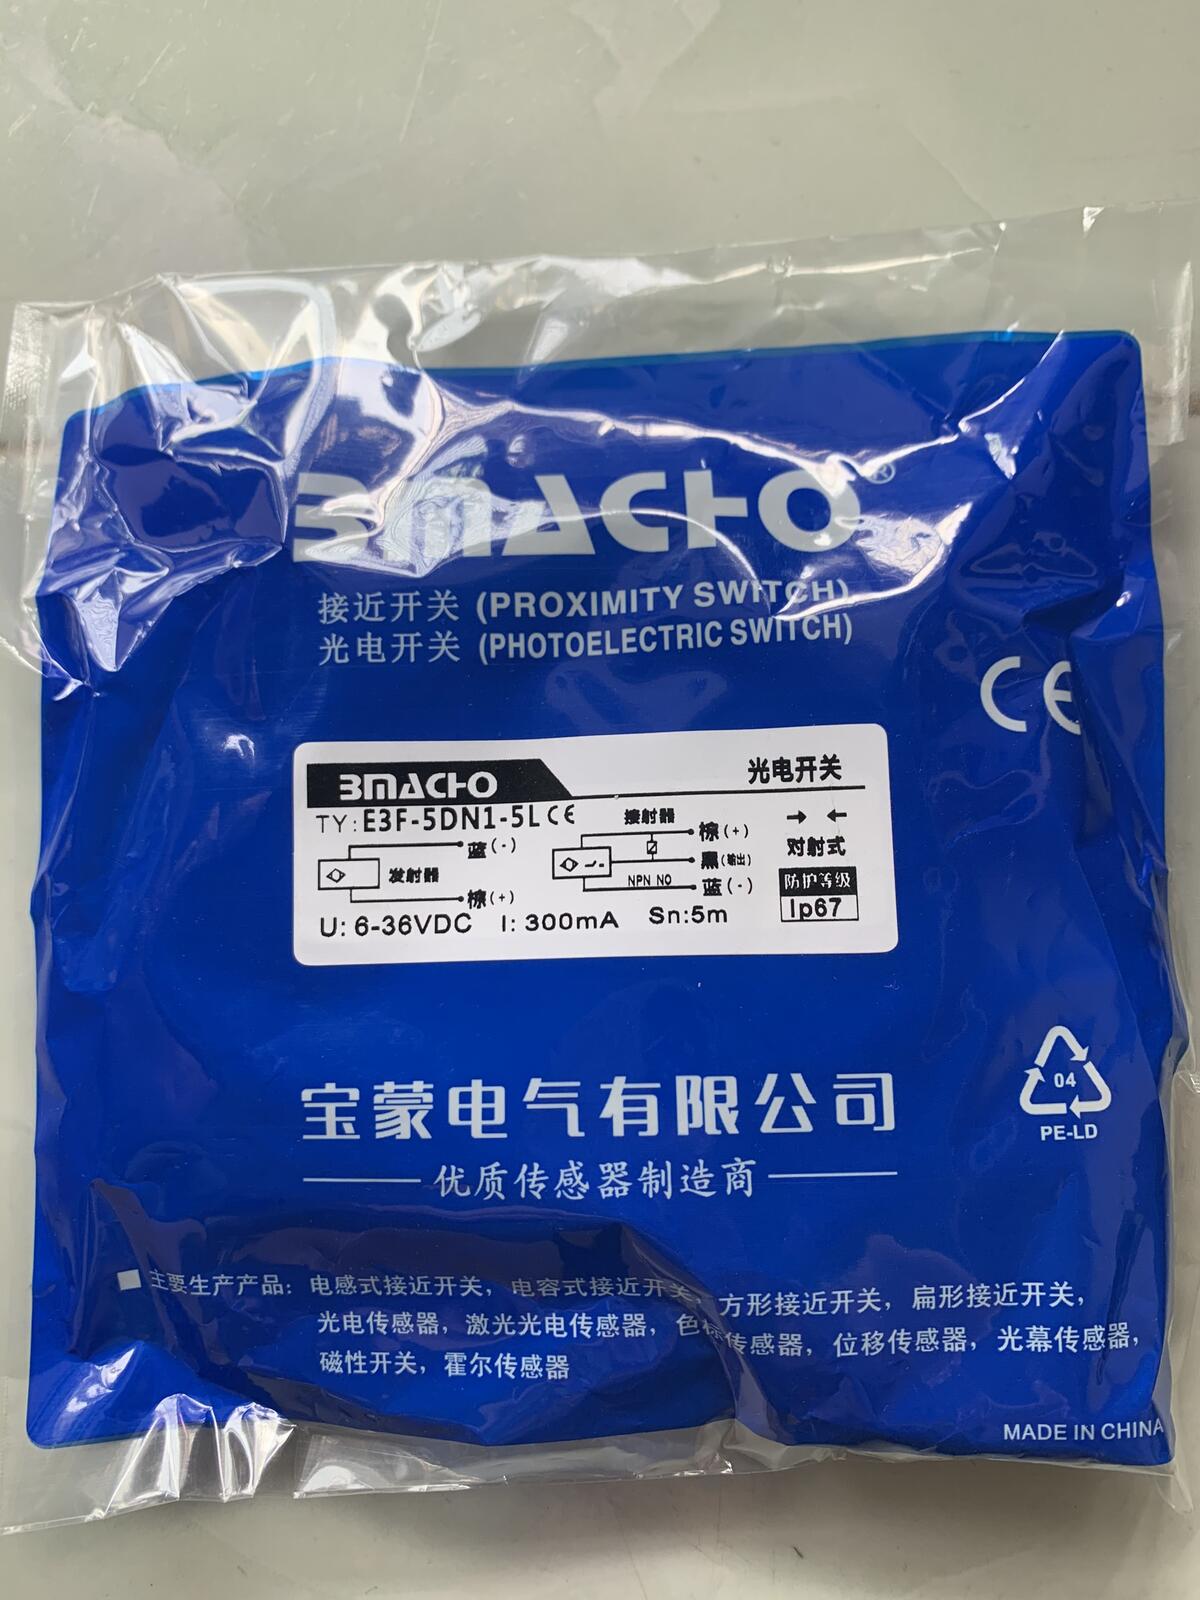 BMACHO®
接近开关 (PROXIMITY SWITCH)
光电开关 (PHOTOELECTRIC SWITCH)
CE
BMACHO
光电开关
TY: E3F-5DN1-5L CE
蓝(-)
发射器
棕(+)
接射器
棕(+)
黑(输出)
NPN NO
蓝(-)
对射式
防护等级
Ip67
U: 6-36VDC I: 300mA Sn:5m
04
PE-LD
宝蒙电气有限公司
优质传感器制造商
主要生产产品: 电感式接近开关, 电容式接近开关, 方形接近开关, 扁形接近开关,
光电传感器, 激光光电传感器, 色标传感器, 位移传感器, 光幕传感器,
磁性开关, 霍尔传感器
MADE IN CHINA